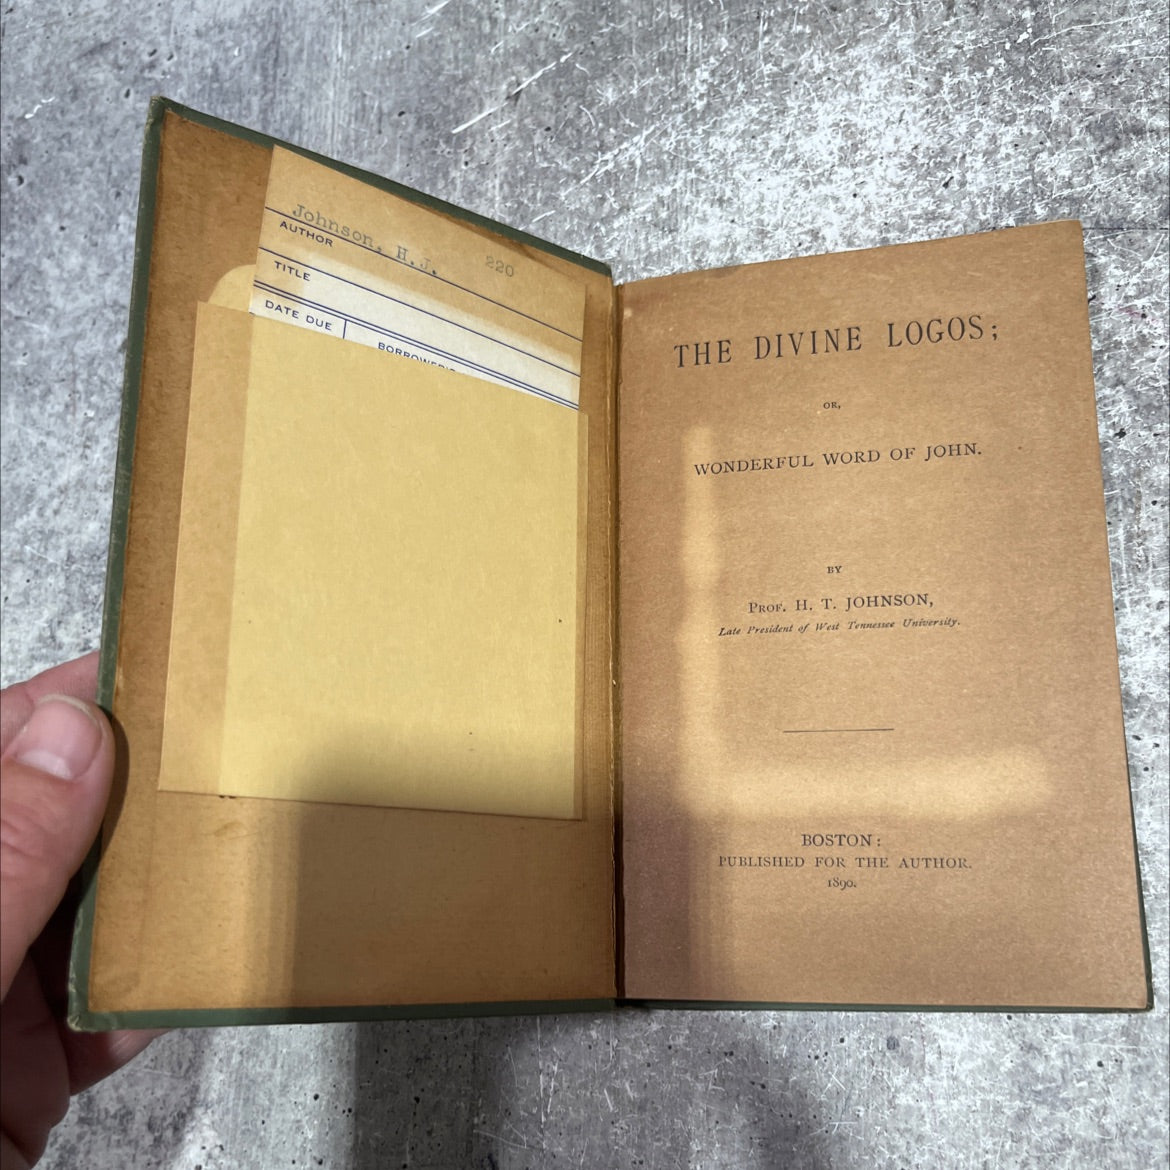 Johnson, H.J. 220
AUTHOR
TITLE
DATE DUE
BORROWER'S
THE DIVINE LOGOS;
OR,
WONDERFUL WORD OF JOHN.
BY
PROF. H. T. JOHNSON,
Late President of West Tennessee University.
BOSTON:
PUBLISHED FOR THE AUTHOR.
1890.